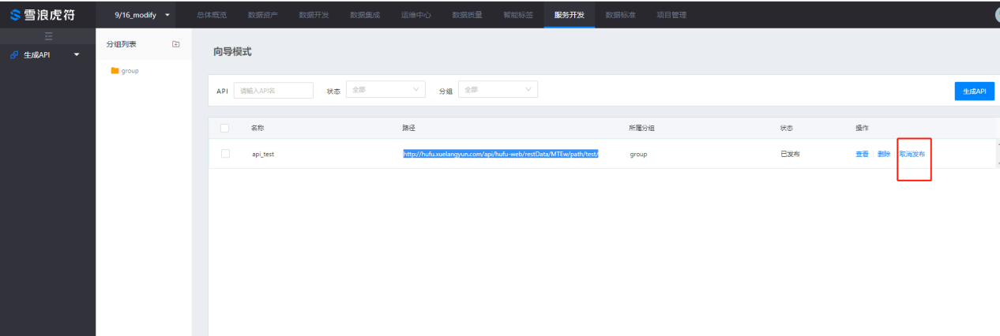 雪浪虎符 9/16_modify 总体概览 数据资产 数据开发 数据集成 运维中心 数据质量 智能标签 服务开发 数据标准 项目管理
生成API
分组列表
group
向导模式
API 请输入API名 状态 全部 分组 全部 生成API
名称 路径 所属分组 状态 操作
api_test http://hufu.xuelangyun.com/api/hufu-web/restData/MTEw/path/test/ group 已发布 查看 删除 取消发布